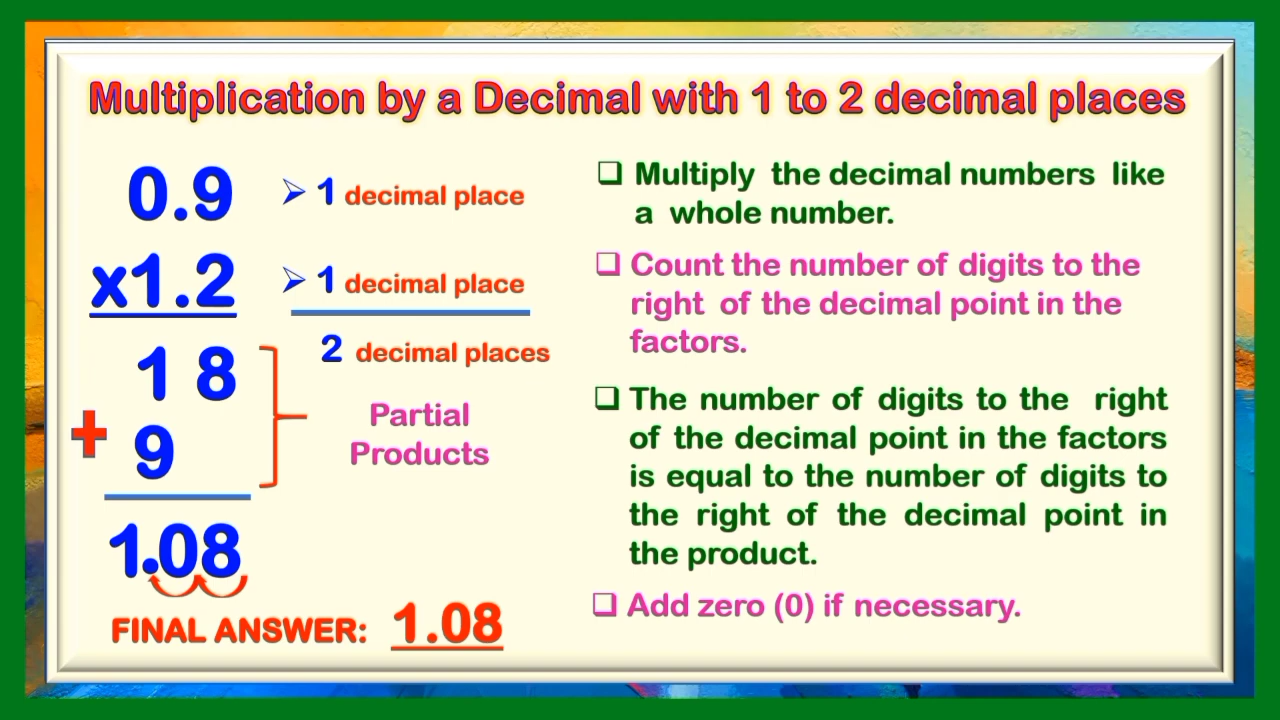 Multiplication by a Decimal with 1 to 2 decimal places
0.9 ➢ 1 decimal place
x1.2 ➢ 1 decimal place
2 decimal places
1 8
+ 9
Partial
Products
1.08
FINAL ANSWER: 1.08
❑ Multiply the decimal numbers like
a whole number.
❑ Count the number of digits to the
right of the decimal point in the
factors.
❑ The number of digits to the right
of the decimal point in the factors
is equal to the number of digits to
the right of the decimal point in
the product.
❑ Add zero (0) if necessary.